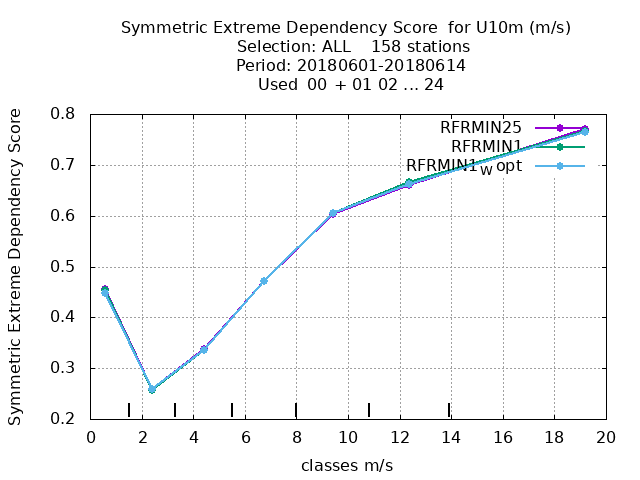 Symmetric Extreme Dependency Score for U10m (m/s)
Selection: ALL 158 stations
Period: 20180601-20180614
Used 00 + 01 02 ... 24
Symmetric Extreme Dependency Score
0.8
0.7
0.6
0.5
0.4
0.3
0.2
RFRMIN25
RFRMIN1
RFRMIN1W opt
0 2 4 6 8 10 12 14 16 18 20
classes m/s